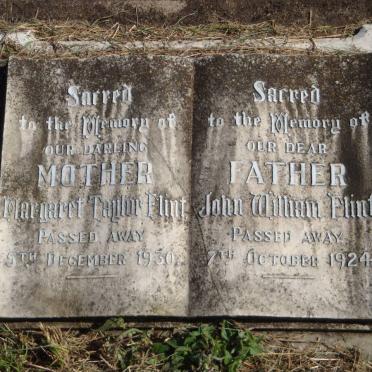 Sacred
to the Memory of
OUR DARLING
MOTHER
Margaret Taylor Flint
PASSED AWAY
5TH DECEMBER 1930.
Sacred
to the Memory of
OUR DEAR
FATHER
John William Flint
PASSED AWAY
7TH OCTOBER 1924.